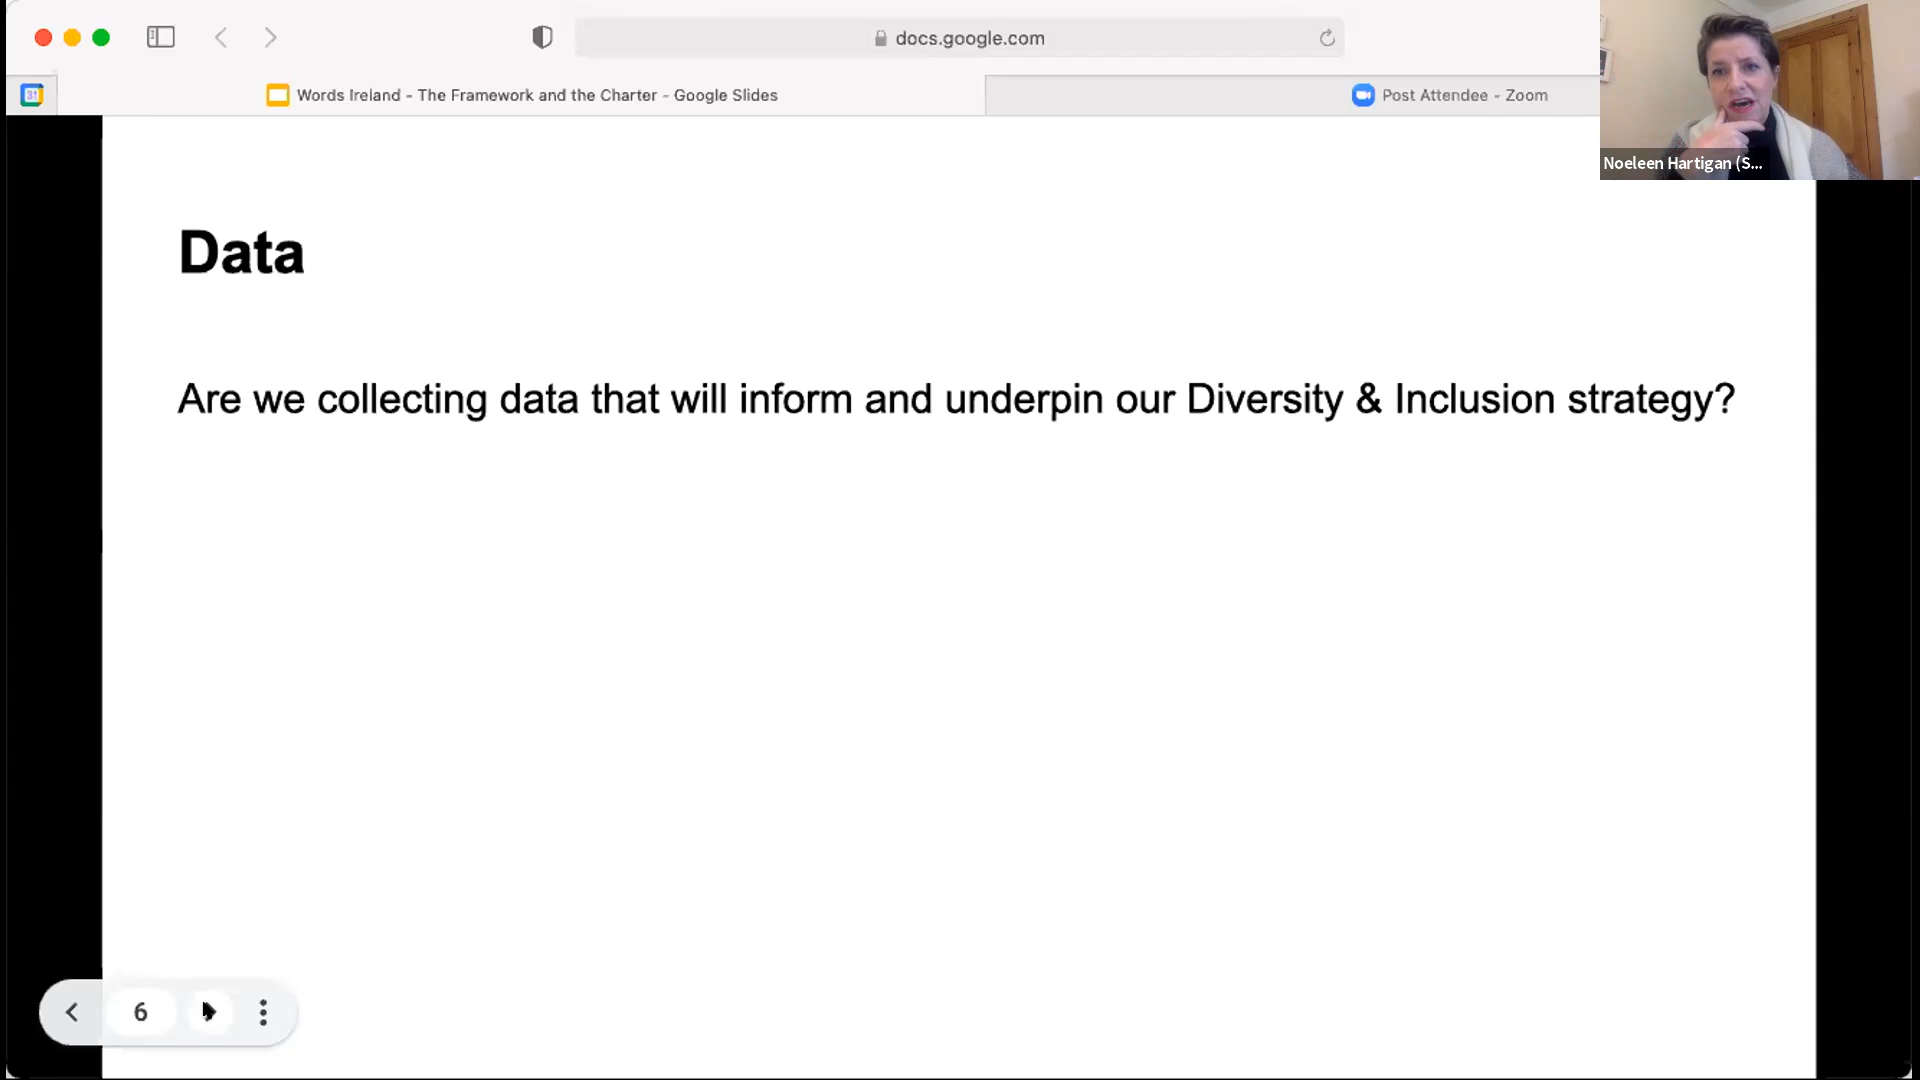 docs.google.com
31
Words Ireland - The Framework and the Charter - Google Slides
Post Attendee - Zoom
Noeleen Hartigan (S...
Data
Are we collecting data that will inform and underpin our Diversity & Inclusion strategy?
6